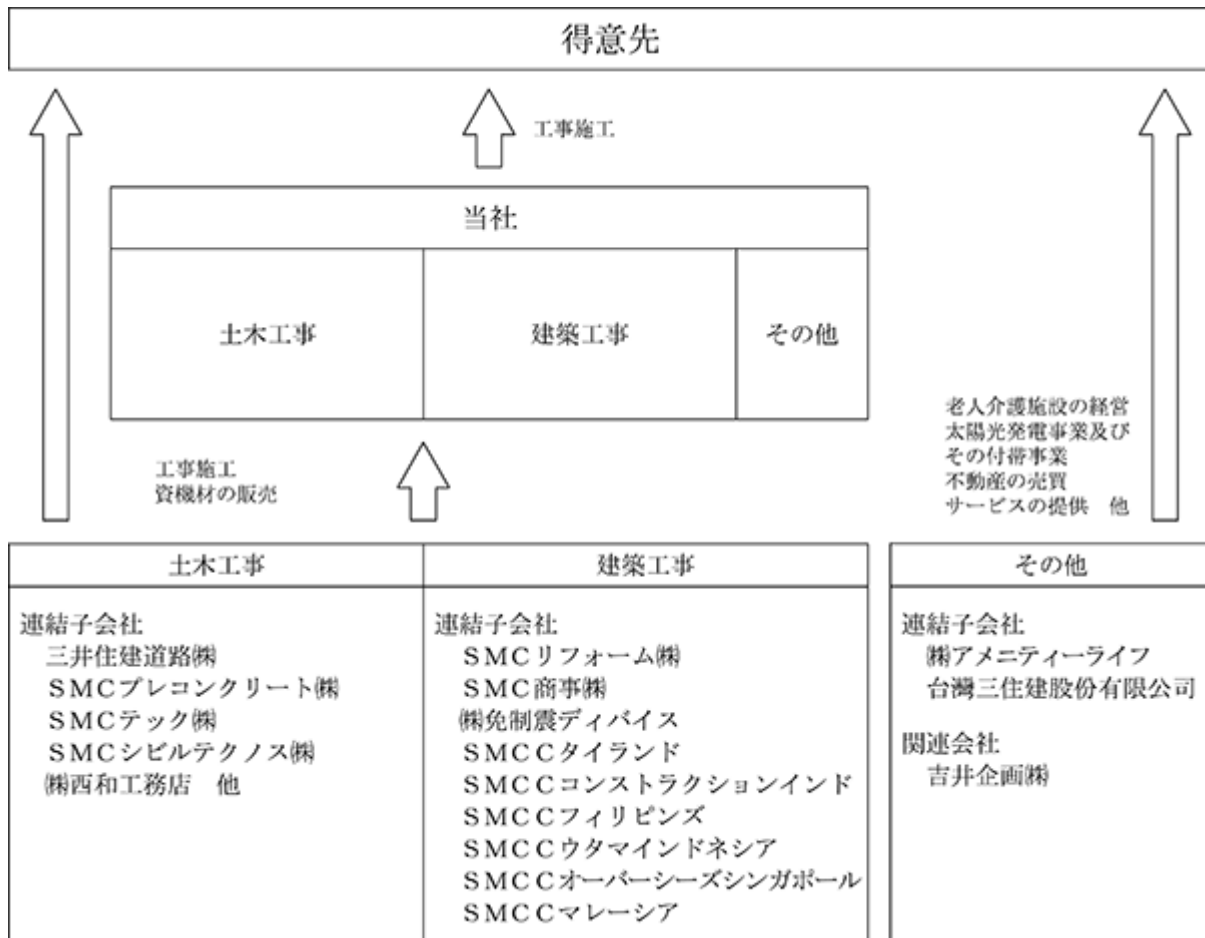 得意先
工事施工
当社
土木工事
建築工事
その他
工事施工
資機材の販売
老人介護施設の経営
太陽光発電事業及び
その付帯事業
不動産の売買
サービスの提供　他
土木工事
連結子会社
三井住建道路㈱
ＳＭＣプレコンクリート㈱
ＳＭＣテック㈱
ＳＭＣシビルテクノス㈱
㈱西和工務店　他
建築工事
連結子会社
ＳＭＣリフォーム㈱
ＳＭＣ商事㈱
㈱免制震ディバイス
ＳＭＣＣタイランド
ＳＭＣＣコンストラクションインド
ＳＭＣＣフィリピンズ
ＳＭＣＣウタマインドネシア
ＳＭＣＣオーバーシーズシンガポール
ＳＭＣＣマレーシア
その他
連結子会社
㈱アメニティーライフ
台灣三住建股份有限公司
関連会社
吉井企画㈱